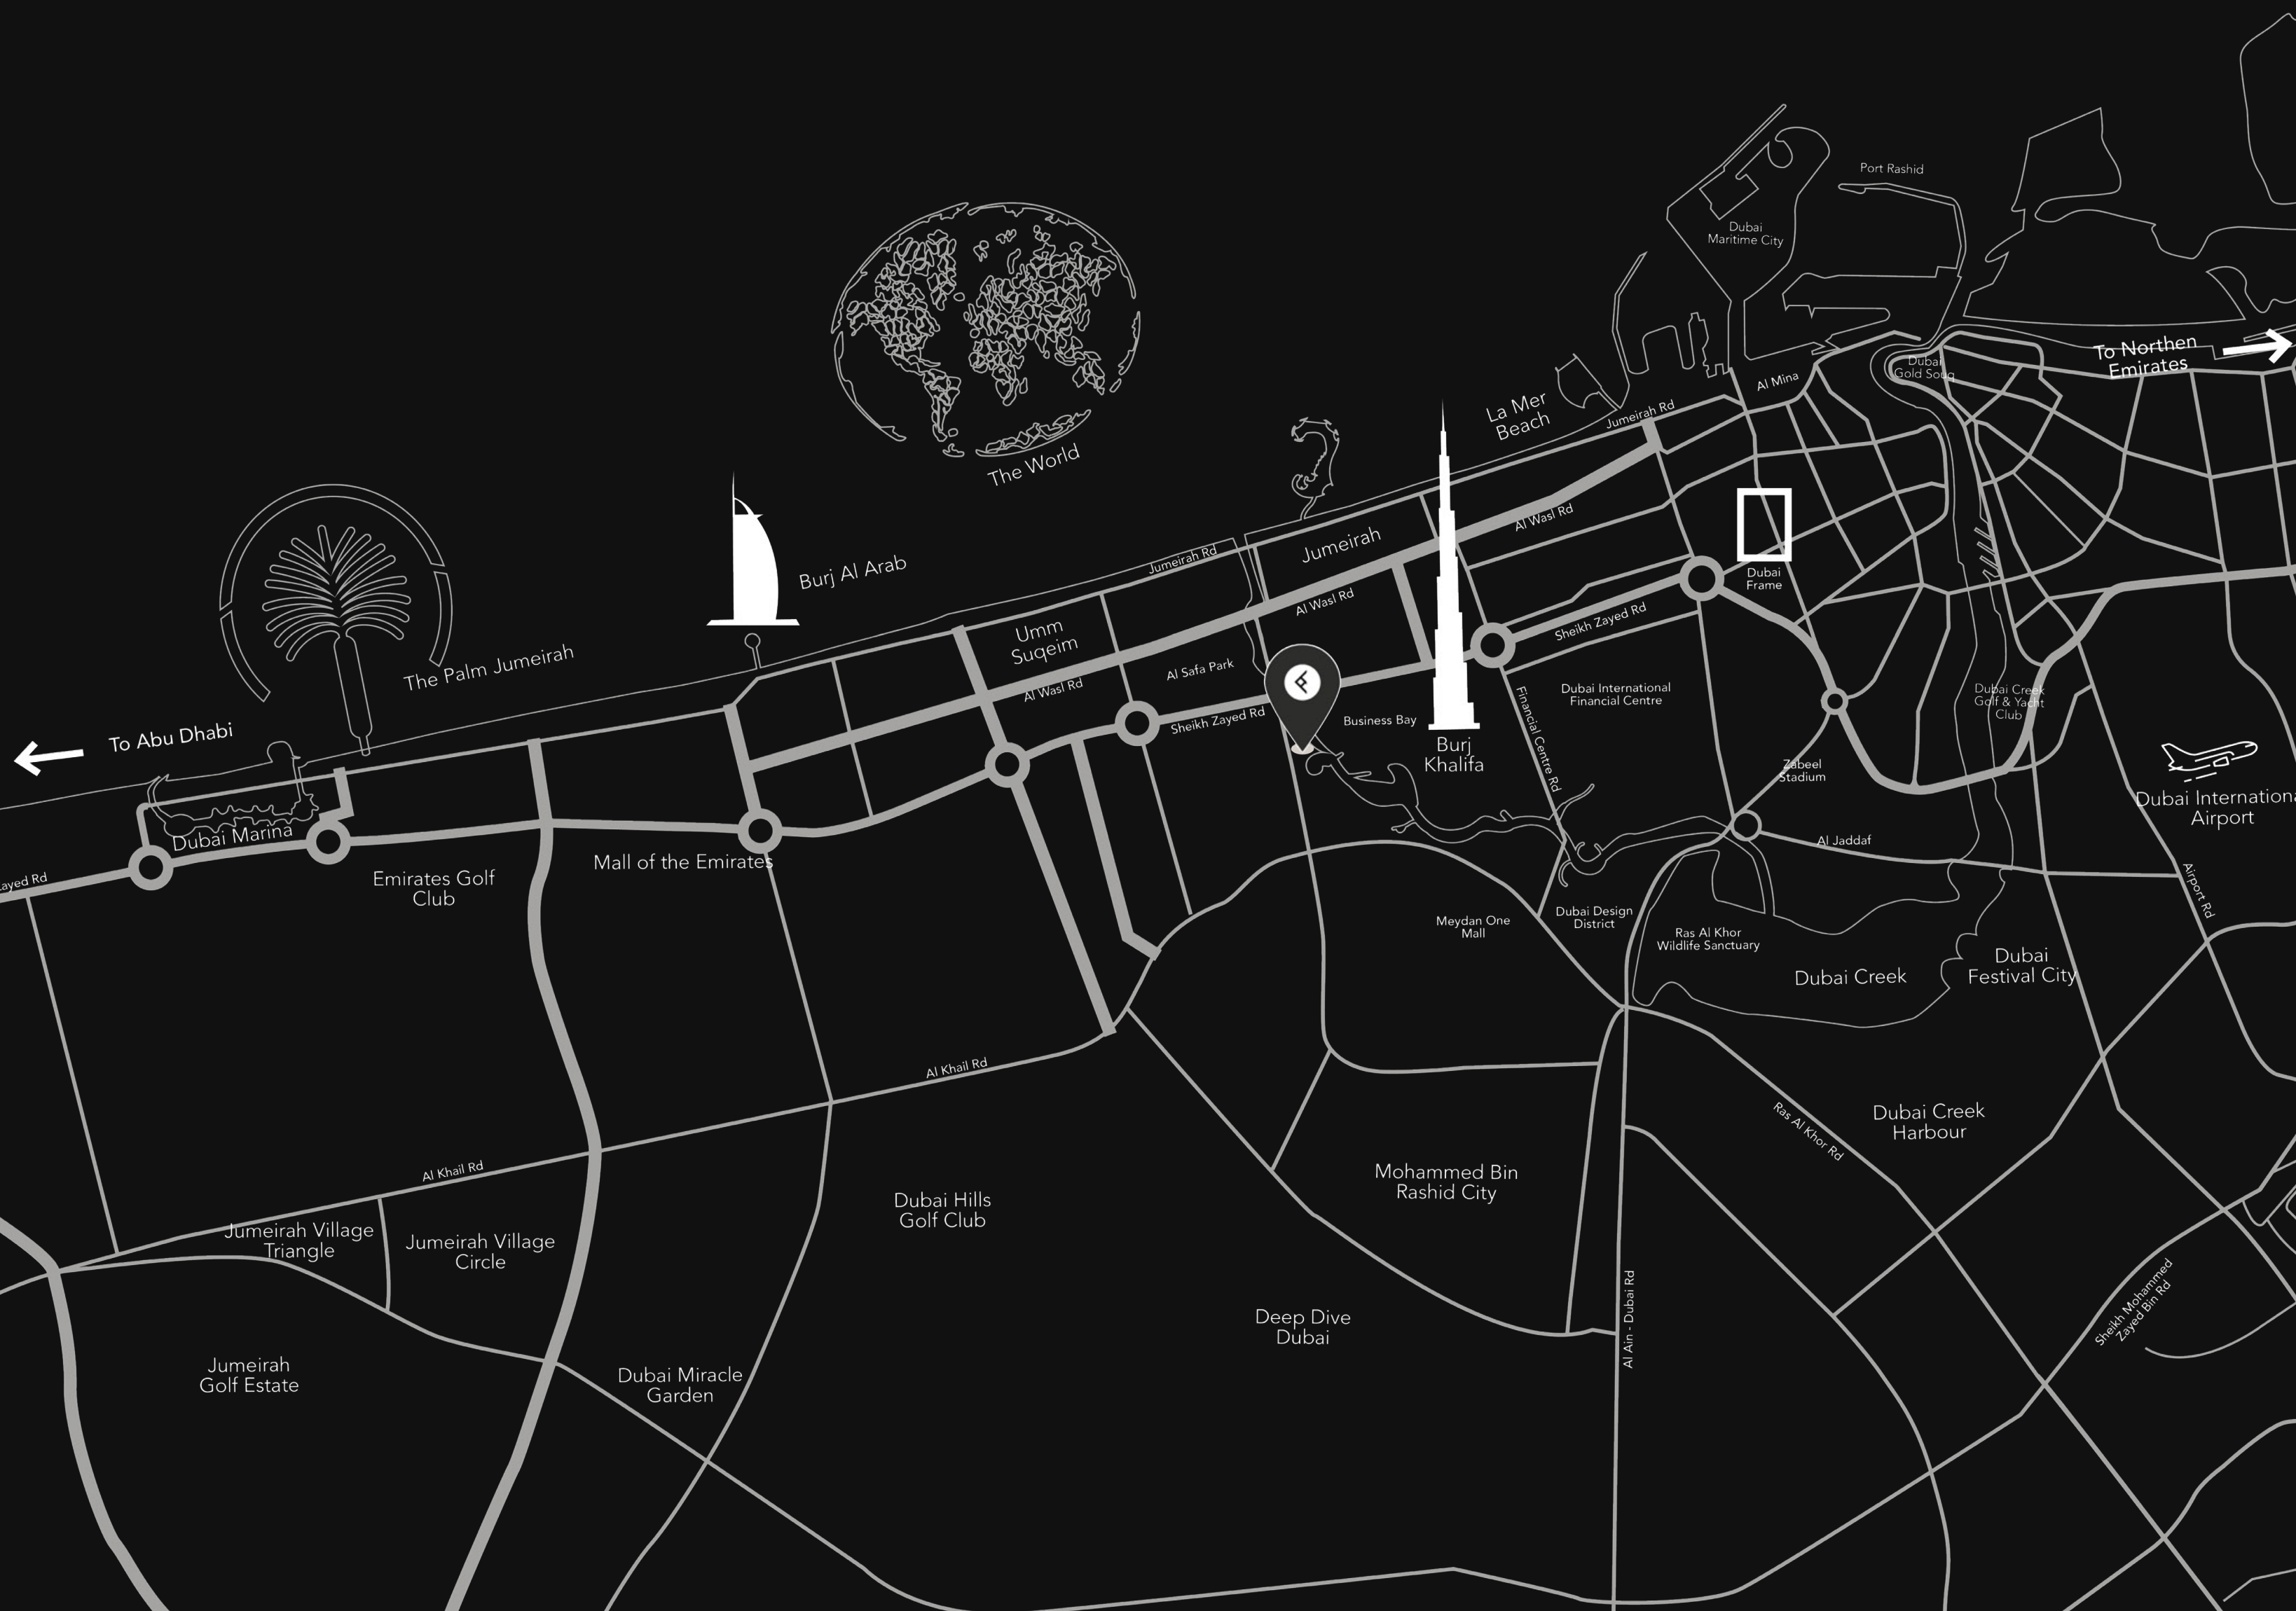 Port Rashid
Dubai
Maritime City
To Northen
Emirates
Dubai
Gold Souq
Al Mina
La Mer
Beach
Jumeirah Rd
The World
Al Wasl Rd
Jumeirah
Jumeirah Rd
Burj Al Arab
Dubai
Frame
Al Wasl Rd
Sheikh Zayed Rd
Umm
Suqeim
Al Safa Park
The Palm Jumeirah
Al Wasl Rd
Sheikh Zayed Rd
Business Bay
Dubai International
Financial Centre
Dubai Creek
Golf & Yacht
Club
To Abu Dhabi
Burj
Khalifa
Financial Centre Rd
Zabeel
Stadium
Dubai Internationa
Airport
Dubai Marina
Al Jaddaf
Mall of the Emirates
ayed Rd
Emirates Golf
Club
Airport Rd
Meydan One
Mall
Dubai Design
District
Ras Al Khor
Wildlife Sanctuary
Dubai Creek
Dubai
Festival City
Al Khail Rd
Ras Al Khor Rd
Dubai Creek
Harbour
Al Khail Rd
Mohammed Bin
Rashid City
Dubai Hills
Golf Club
Jumeirah Village
Triangle
Jumeirah Village
Circle
Sheikh Mohammed
Zayed Bin Rd
Al Ain - Dubai Rd
Deep Dive
Dubai
Jumeirah
Golf Estate
Dubai Miracle
Garden